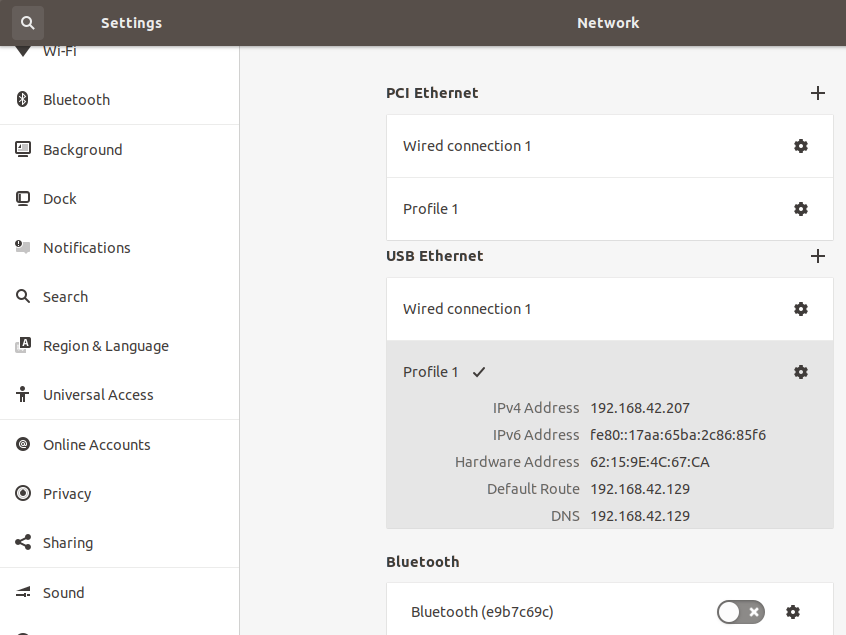 Settings
Network
Wi-Fi
Bluetooth
Background
Dock
Notifications
Search
Region & Language
Universal Access
Online Accounts
Privacy
Sharing
Sound
PCI Ethernet
Wired connection 1
Profile 1
USB Ethernet
Wired connection 1
Profile 1
IPv4 Address 192.168.42.207
IPv6 Address fe80::17aa:65ba:2c86:85f6
Hardware Address 62:15:9E:4C:67:CA
Default Route 192.168.42.129
DNS 192.168.42.129
Bluetooth
Bluetooth (e9b7c69c)